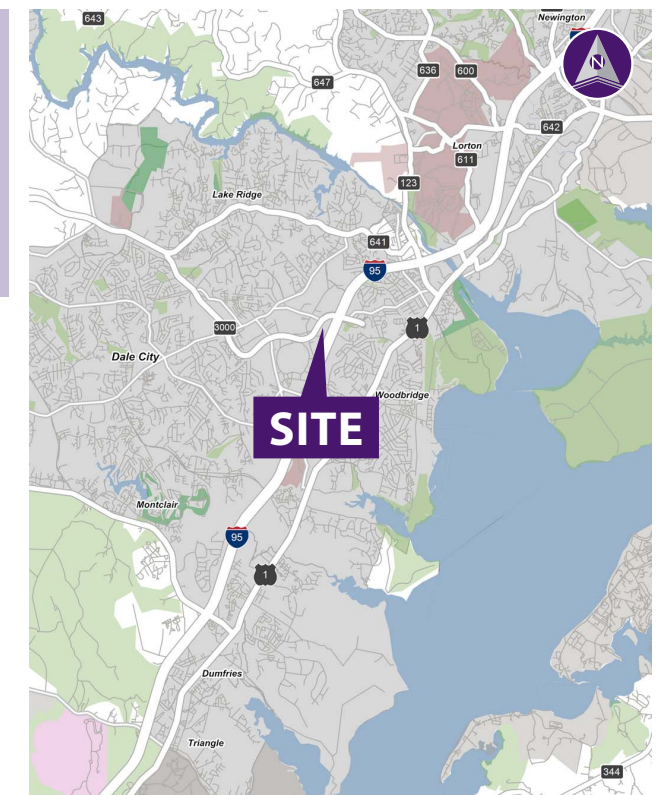 643
Newington
N
636
600
647
642
Lorton
611
123
Lake Ridge
641
95
3000
1
Dale City
Woodbridge
SITE
Montclair
95
1
Dumfries
Triangle
344